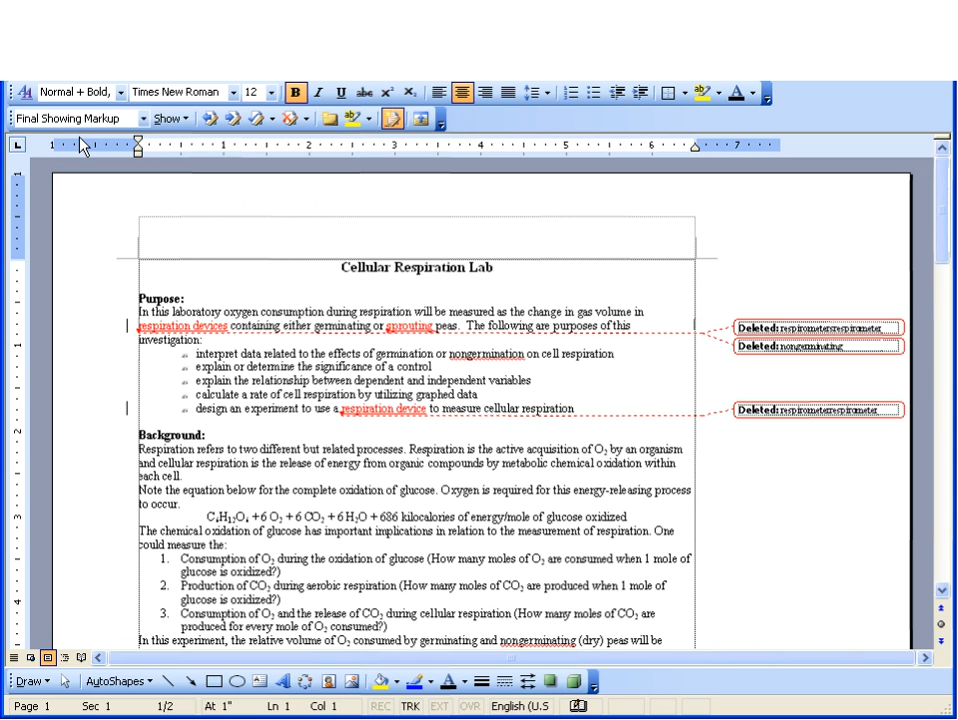 Normal + Bold, Times New Roman 12 B I U abc x² X₂ ab A
Final Showing Markup Show
1 1 2 3 4 5 6 7
Cellular Respiration Lab
Purpose:
In this laboratory oxygen consumption during respiration will be measured as the change in gas volume in
respiration devices containing either germinating or sprouting peas. The following are purposes of this
Deleted: respirometersrespirometer
investigation:
Deleted: nongerminating
interpret data related to the effects of germination or nongermination on cell respiration
explain or determine the significance of a control
explain the relationship between dependent and independent variables
calculate a rate of cell respiration by utilizing graphed data
design an experiment to use a respiration device to measure cellular respiration
Deleted: respirometerrespirometer
Background:
Respiration refers to two different but related processes. Respiration is the active acquisition of O₂ by an organism
and cellular respiration is the release of energy from organic compounds by metabolic chemical oxidation within
each cell.
Note the equation below for the complete oxidation of glucose. Oxygen is required for this energy-releasing process
to occur.
C₆H₁₂O₆ + 6 O₂ + 6 CO₂ + 6 H₂O + 686 kilocalories of energy/mole of glucose oxidized
The chemical oxidation of glucose has important implications in relation to the measurement of respiration. One
could measure the:
1. Consumption of O₂ during the oxidation of glucose (How many moles of O₂ are consumed when 1 mole of
glucose is oxidized?)
2. Production of CO₂ during aerobic respiration (How many moles of CO₂ are produced when 1 mole of
glucose is oxidized?)
3. Consumption of O₂ and the release of CO₂ during cellular respiration (How many moles of CO₂ are
produced for every mole of O₂ consumed?)
In this experiment, the relative volume of O₂ consumed by germinating and nongerminating (dry) peas will be
Draw AutoShapes
Page 1 Sec 1 1/2 At 1" Ln 1 Col 1 REC TRK EXT OVR English (U.S